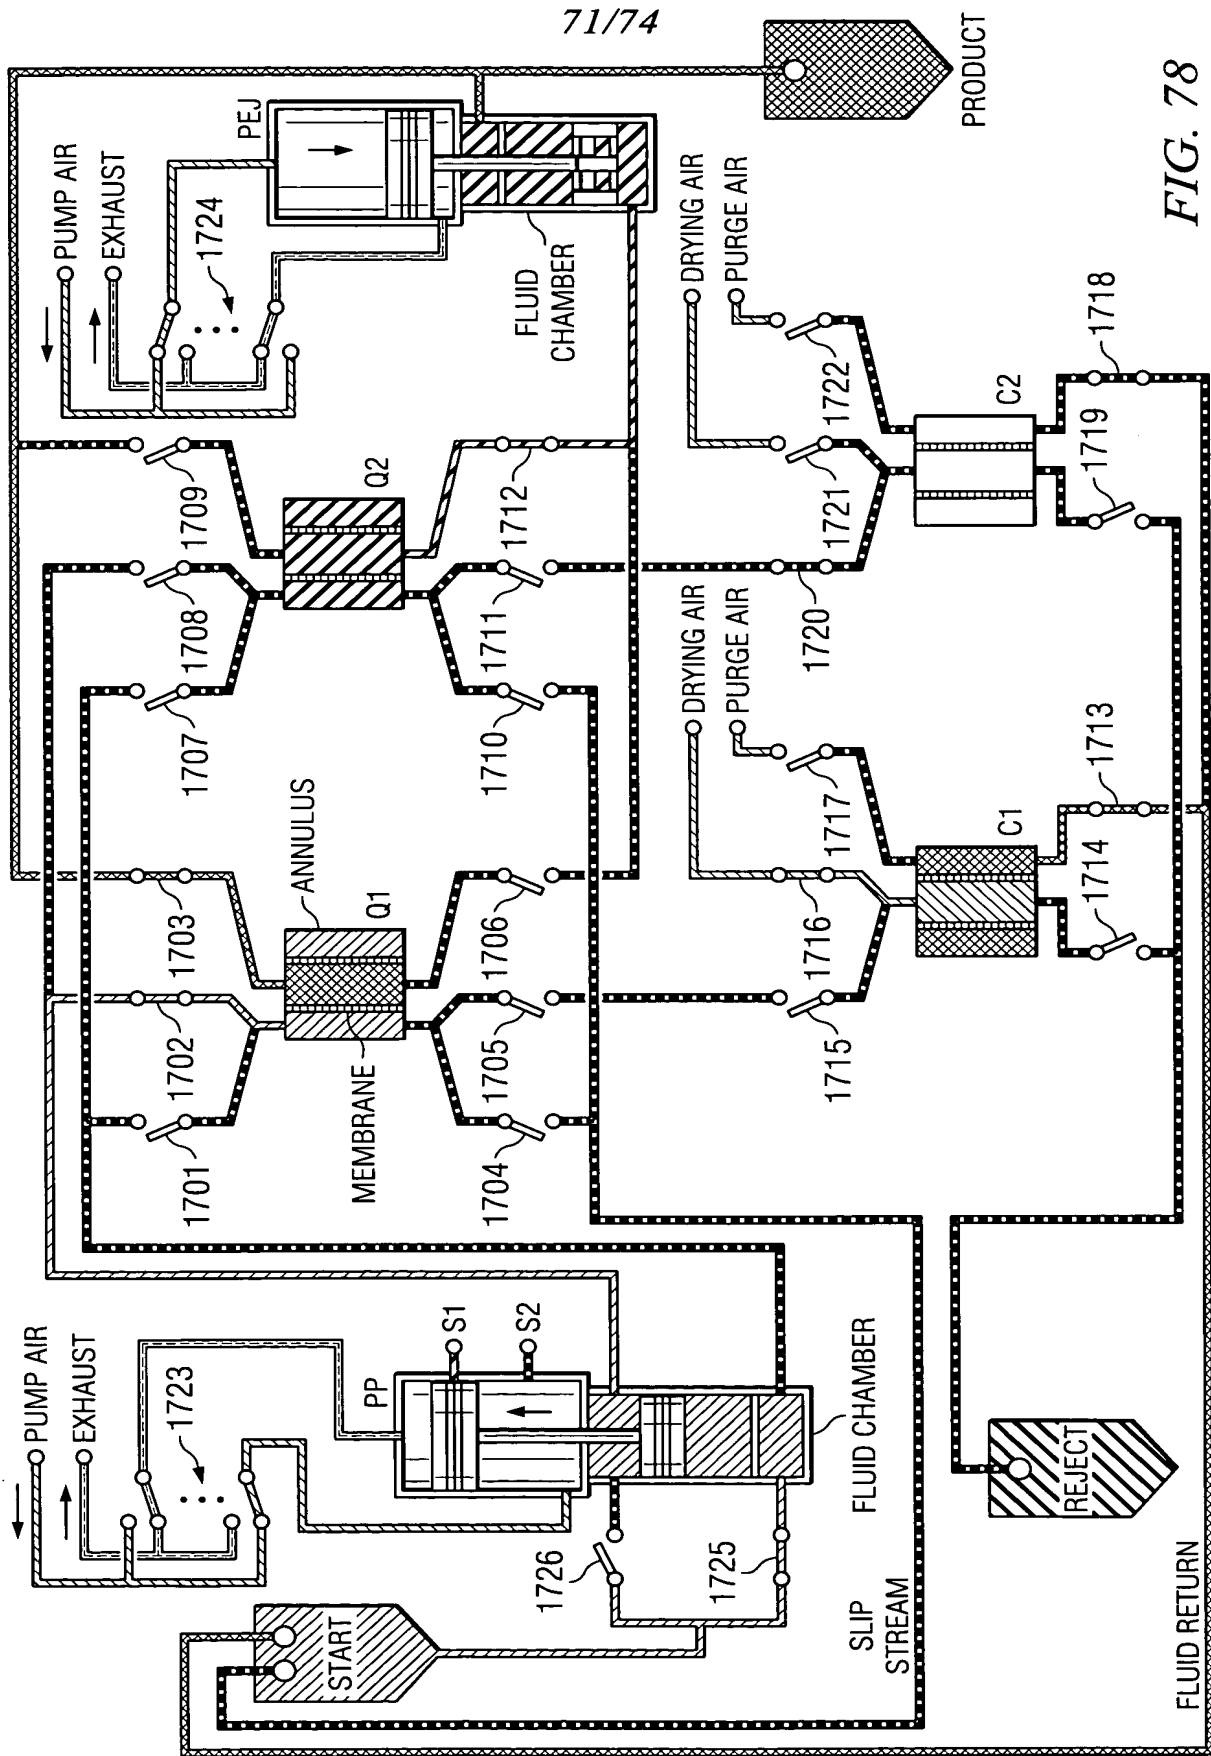 71/74
PUMP AIR
EXHAUST
1724
PEJ
FLUID
CHAMBER
PRODUCT
FIG. 78
1709
1708
1707
Q2
1712
1711
1710
DRYING AIR
PURGE AIR
1722
1721
1720
C2
1719
1718
1703
1702
1701
ANNULUS
Q1
MEMBRANE
1706
1705
1704
DRYING AIR
PURGE AIR
1717
1716
1715
C1
1714
1713
PUMP AIR
EXHAUST
1723
PP
S1
S2
FLUID CHAMBER
1726
1725
START
SLIP
STREAM
REJECT
FLUID RETURN